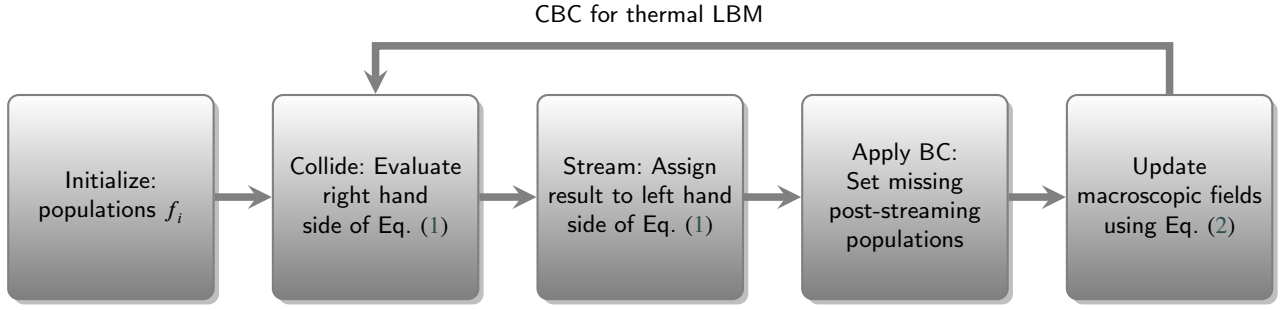 CBC for thermal LBM
Initialize:
populations f_i
Collide: Evaluate
right hand
side of Eq. (1)
Stream: Assign
result to left hand
side of Eq. (1)
Apply BC:
Set missing
post-streaming
populations
Update
macroscopic fields
using Eq. (2)